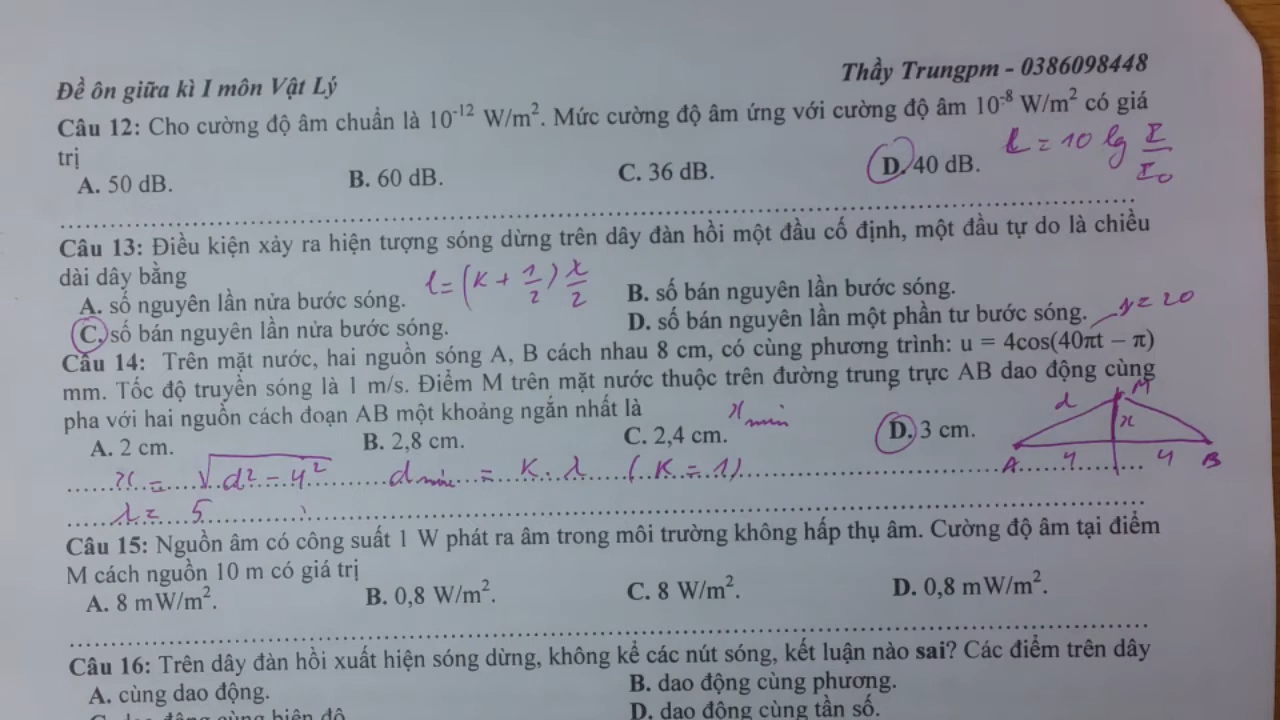 Đề ôn giữa kì I môn Vật Lý
Thầy Trungpm - 0386098448
Câu 12: Cho cường độ âm chuẩn là 10⁻¹² W/m². Mức cường độ âm ứng với cường độ âm 10⁻⁸ W/m² có giá
trị
A. 50 dB. B. 60 dB. C. 36 dB. D. 40 dB. L = 10 lg I/I₀
Câu 13: Điều kiện xảy ra hiện tượng sóng dừng trên dây đàn hồi một đầu cố định, một đầu tự do là chiều
dài dây bằng
l = (k + 1/2) λ/2
A. số nguyên lần nửa bước sóng. B. số bán nguyên lần bước sóng.
C. số bán nguyên lần nửa bước sóng. D. số bán nguyên lần một phần tư bước sóng.
Câu 14: Trên mặt nước, hai nguồn sóng A, B cách nhau 8 cm, có cùng phương trình: u = 4cos(40πt – π)
mm. Tốc độ truyền sóng là 1 m/s. Điểm M trên mặt nước thuộc trên đường trung trực AB dao động cùng
pha với hai nguồn cách đoạn AB một khoảng ngắn nhất là
x min
A. 2 cm. B. 2,8 cm. C. 2,4 cm. D. 3 cm.
d M x
A 4 4 B
x = √d² – 4² d min = k. λ (k = 1)
λ = 5
Câu 15: Nguồn âm có công suất 1 W phát ra âm trong môi trường không hấp thụ âm. Cường độ âm tại điểm
M cách nguồn 10 m có giá trị
A. 8 mW/m². B. 0,8 W/m². C. 8 W/m². D. 0,8 mW/m².
Câu 16: Trên dây đàn hồi xuất hiện sóng dừng, không kể các nút sóng, kết luận nào sai? Các điểm trên dây
A. cùng dao động. B. dao động cùng phương.
C. dao động cùng biên độ. D. dao động cùng tần số.